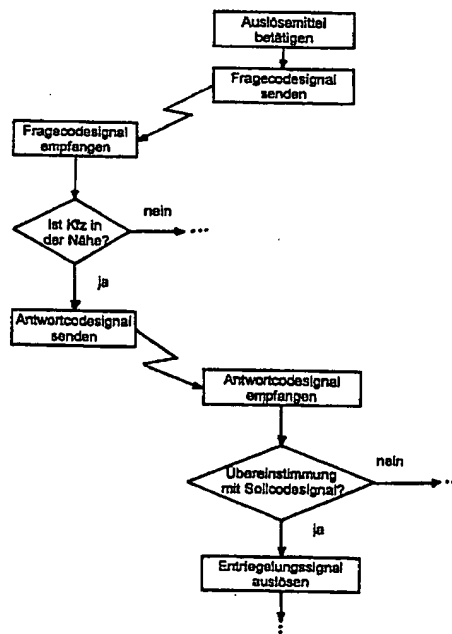 Auslösemittel
betätigen
Fragecodesignal
senden
Fragecodesignal
empfangen
nein
Ist Kfz in
der Nähe?
...
ja
Antwortcodesignal
senden
Antwortcodesignal
empfangen
nein
Übereinstimmung
mit Sollcodesignal?
...
ja
Entriegelungssignal
auslösen
...